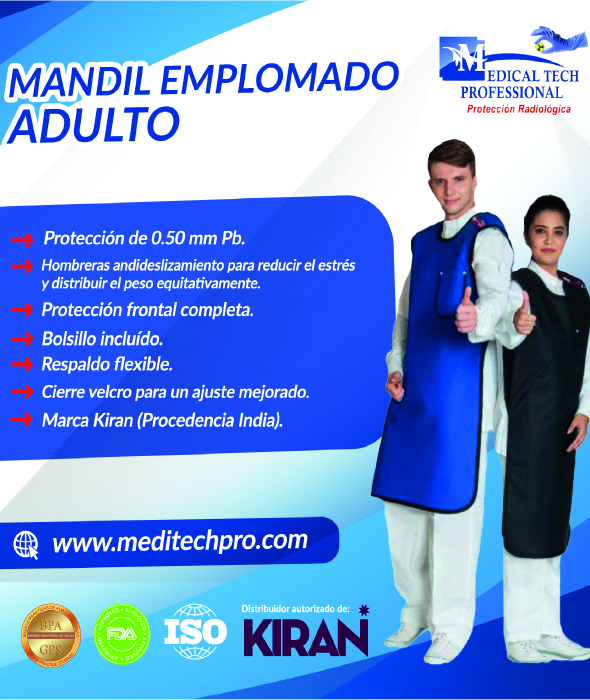 MEDICAL TECH
PROFESSIONAL
Protección Radiológica
MANDIL EMPLOMADO
ADULTO
Protección de 0.50 mm Pb.
Hombreras andideslizamiento para reducir el estrés
y distribuir el peso equitativamente.
Protección frontal completa.
Bolsillo incluído.
Respaldo flexible.
Cierre velcro para un ajuste mejorado.
Marca Kiran (Procedencia India).
www.meditechpro.com
BPA
GPS
FDA
ISO
Distribuidor autorizado de:
KIRAN